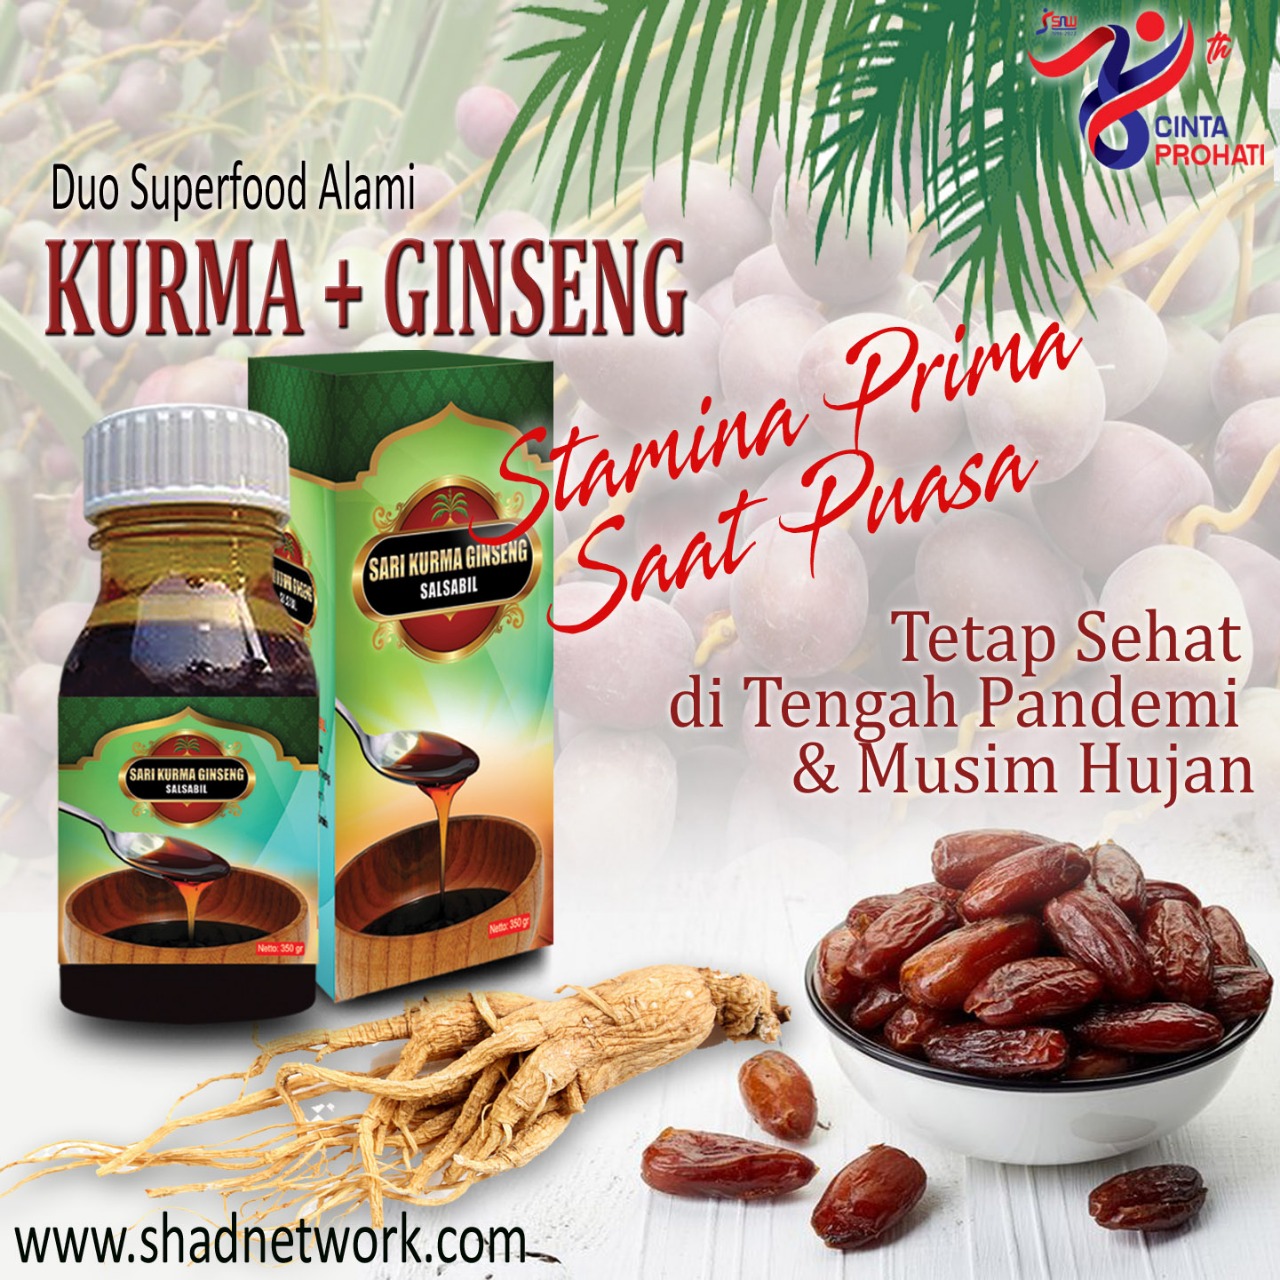 SNW
th
CINTA
PROHATI
Duo Superfood Alami
KURMA + GINSENG
Stamina Prima
Saat Puasa
SARI KURMA GINSENG
SALSABIL
Tetap Sehat
di Tengah Pandemi
& Musim Hujan
SARI KURMA GINSENG
SALSABIL
Netto: 350 gr
Netto: 350 gr
www.shadnetwork.com